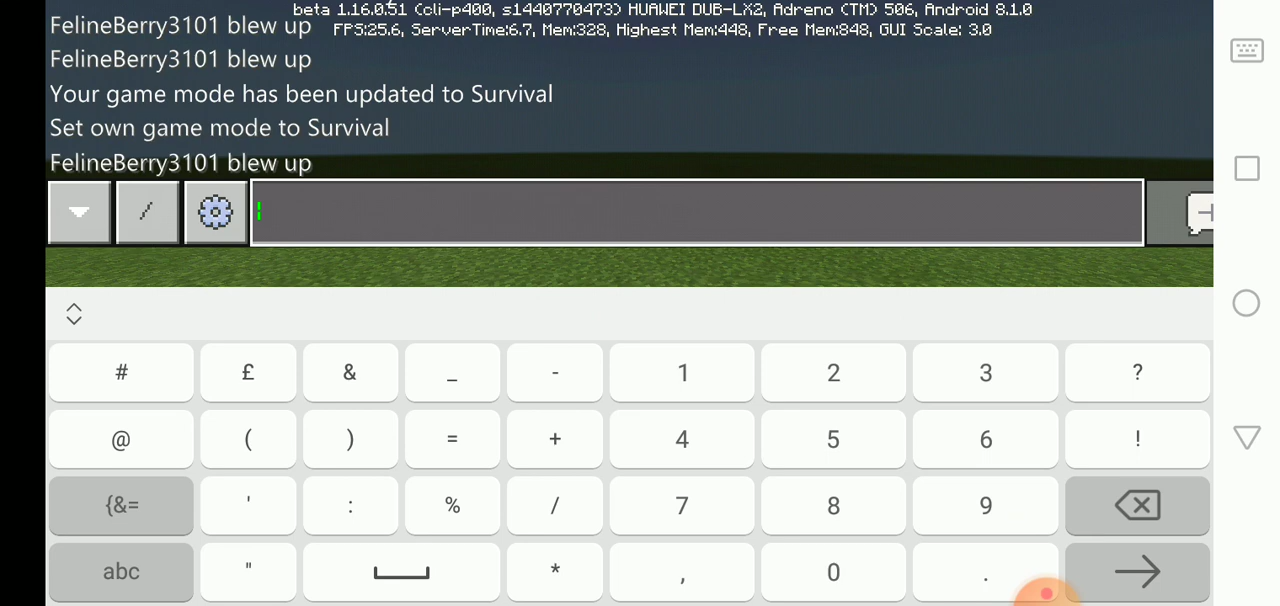 beta 1.16.0.51 (cli-p400, s1440770473) HUAWEI DUB-LX2, Adreno (TM) 506, Android 8.1.0
FPS:25.6, ServerTime:6.7, Mem:328, Highest Mem:448, Free Mem:848, GUI Scale: 3.0
FelineBerry3101 blew up
FelineBerry3101 blew up
Your game mode has been updated to Survival
Set own game mode to Survival
FelineBerry3101 blew up
/
# £ & _ - 1 2 3 ?
@ ( ) = + 4 5 6 !
{&= ' : % / 7 8 9
abc " * , 0 .